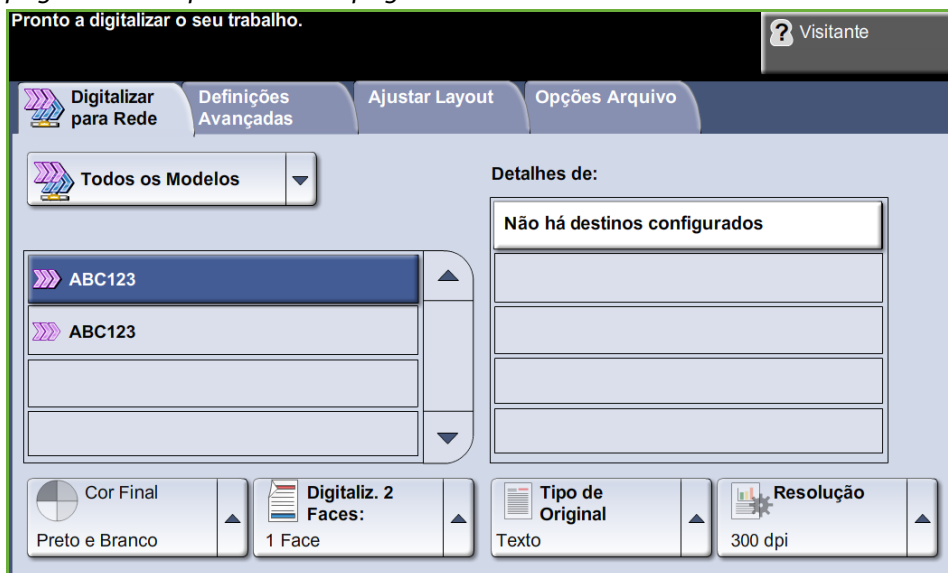 Pronto a digitalizar o seu trabalho.
Visitante
Digitalizar
para Rede
Definições
Avançadas
Ajustar Layout
Opções Arquivo
Todos os Modelos
Detalhes de:
Não há destinos configurados
ABC123
ABC123
Cor Final
Preto e Branco
Digitaliz. 2
Faces:
1 Face
Tipo de
Original
Texto
Resolução
300 dpi